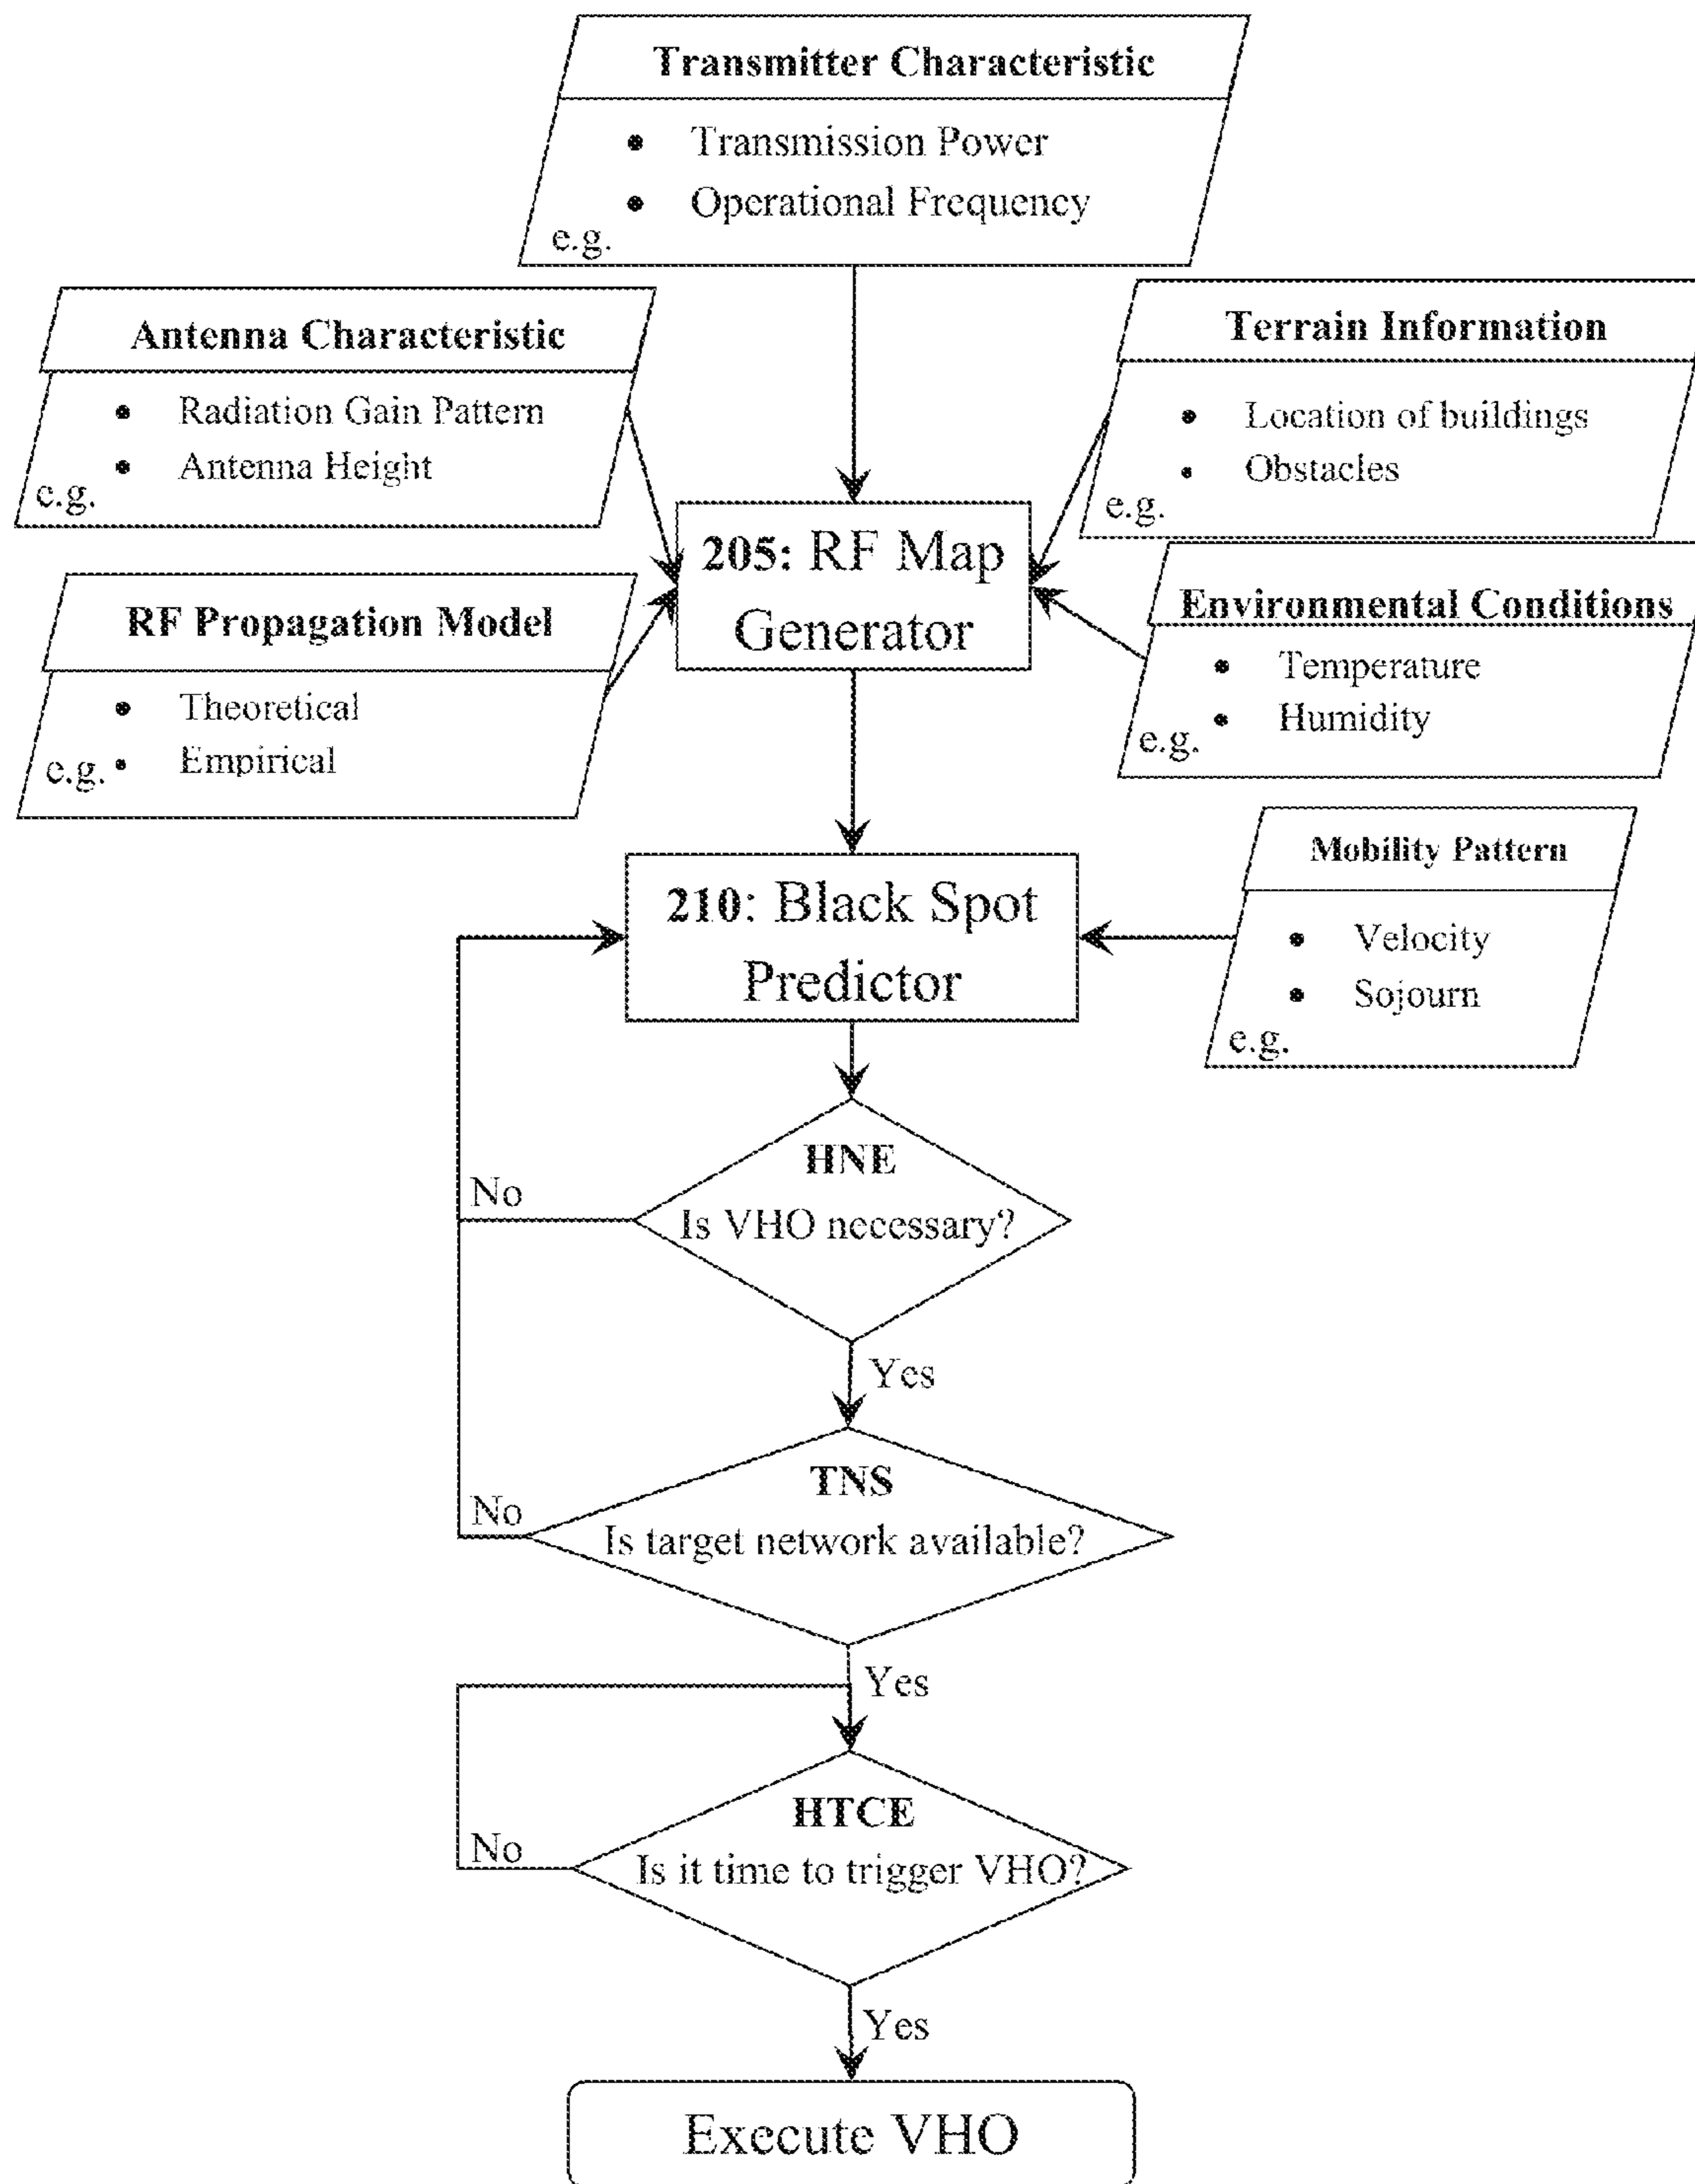 Transmitter Characteristic
• Transmission Power
• Operational Frequency
e.g.
Antenna Characteristic
• Radiation Gain Pattern
• Antenna Height
e.g.
Terrain Information
• Location of buildings
• Obstacles
e.g.
205: RF Map
Generator
RF Propagation Model
• Theoretical
• Empirical
e.g.
Environmental Conditions
• Temperature
• Humidity
e.g.
210: Black Spot
Predictor
Mobility Pattern
• Velocity
• Sojourn
e.g.
HNE
Is VHO necessary?
No
Yes
TNS
Is target network available?
No
Yes
HTCE
Is it time to trigger VHO?
No
Yes
Execute VHO